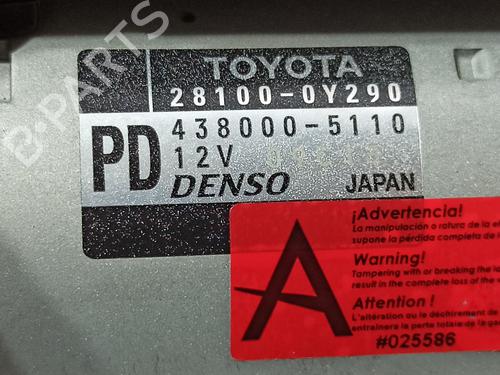 B-PARTS
TOYOTA
28100-0Y290
PD
438000-5110
12V
DENSO JAPAN
A
¡Advertencia!
La manipulación o rotura de la e
supone la pérdida completa de l
Warning!
Tampering with or breaking the l
result in the complete loss of the
Attention !
L'altération ou le déchirement de
entraînera la perte totale de la ga
#025586